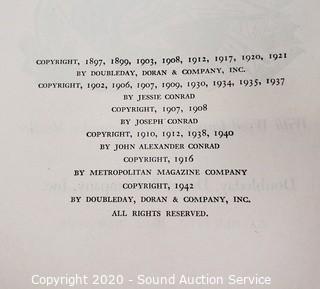 COPYRIGHT, 1897, 1899, 1903, 1908, 1912, 1917, 1920, 1921
BY DOUBLEDAY, DORAN & COMPANY, INC.
COPYRIGHT, 1902, 1906, 1907, 1909, 1930, 1934, 1935, 1937
BY JESSIE CONRAD
COPYRIGHT, 1907, 1908
BY JOSEPH CONRAD
COPYRIGHT, 1910, 1912, 1938, 1940
BY JOHN ALEXANDER CONRAD
COPYRIGHT, 1916
BY METROPOLITAN MAGAZINE COMPANY
COPYRIGHT, 1942
BY DOUBLEDAY, DORAN & COMPANY, INC.
ALL RIGHTS RESERVED.
Copyright 2020 - Sound Auction Service